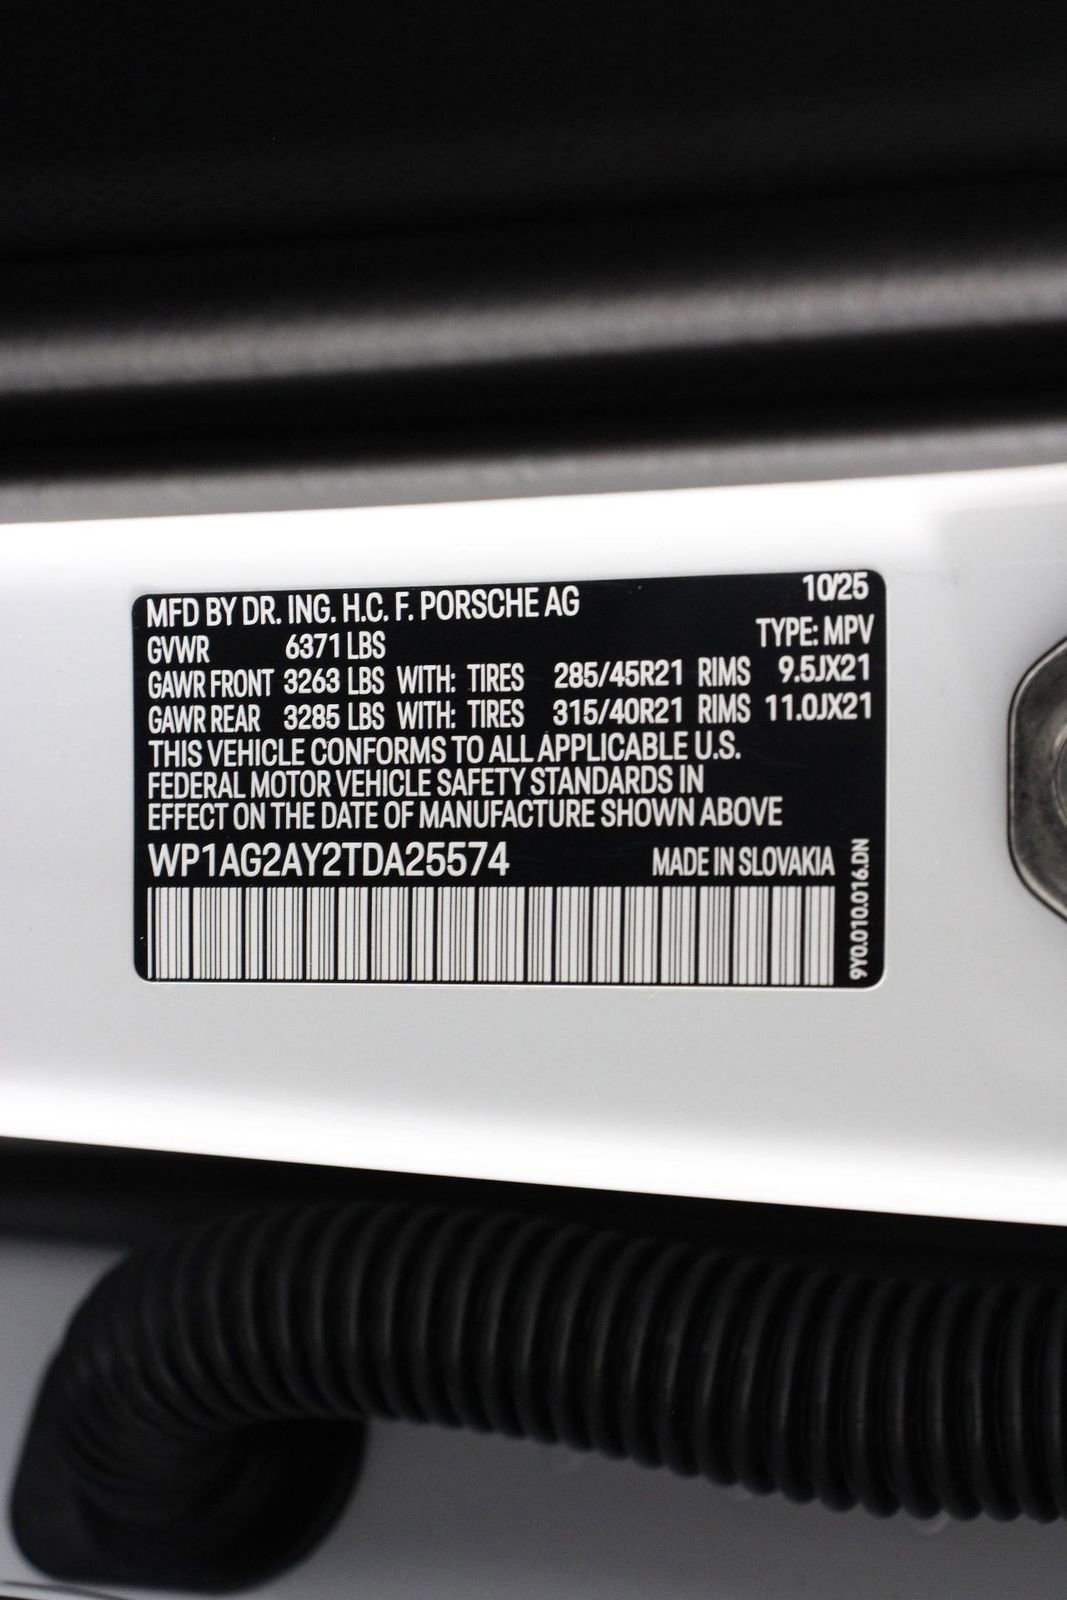 10/25
MFD BY DR. ING. H.C. F. PORSCHE AG
GVWR 6371 LBS TYPE: MPV
GAWR FRONT 3263 LBS WITH: TIRES 285/45R21 RIMS 9.5JX21
GAWR REAR 3285 LBS WITH: TIRES 315/40R21 RIMS 11.0JX21
THIS VEHICLE CONFORMS TO ALL APPLICABLE U.S.
FEDERAL MOTOR VEHICLE SAFETY STANDARDS IN
EFFECT ON THE DATE OF MANUFACTURE SHOWN ABOVE
WP1AG2AY2TDA25574 MADE IN SLOVAKIA
9Y0.010.016.DN